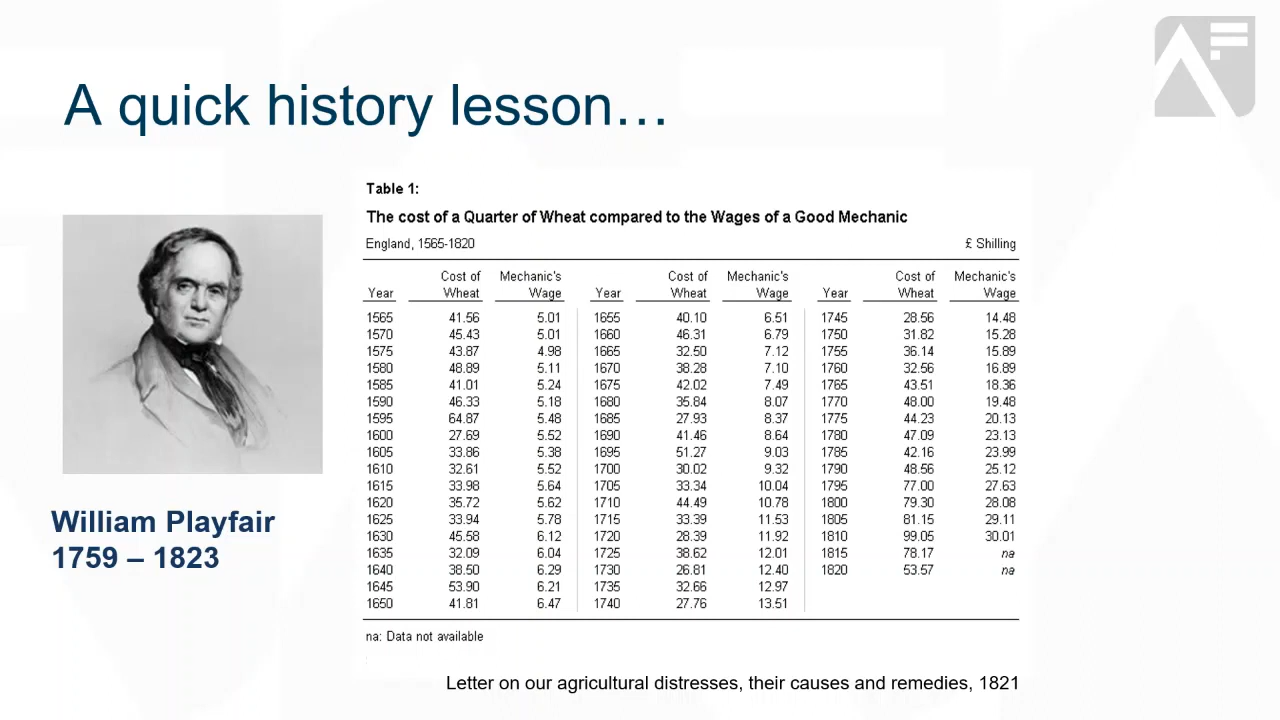 A quick history lesson…
Table 1:
The cost of a Quarter of Wheat compared to the Wages of a Good Mechanic
England, 1565-1820 £ Shilling
Cost of Mechanic's Cost of Mechanic's Cost of Mechanic's
Year Wheat Wage Year Wheat Wage Year Wheat Wage
1565 41.56 5.01 1655 40.10 6.51 1745 28.56 14.48
1570 45.43 5.01 1660 46.31 6.79 1750 31.82 15.28
1575 43.87 4.98 1665 32.50 7.12 1755 36.14 15.89
1580 48.89 5.11 1670 38.28 7.10 1760 32.56 16.89
1585 41.01 5.24 1675 42.02 7.49 1765 43.51 18.36
1590 46.33 5.18 1680 35.84 8.07 1770 48.00 19.48
1595 64.87 5.48 1685 27.93 8.37 1775 44.23 20.13
1600 27.69 5.52 1690 41.46 8.64 1780 47.09 23.13
1605 33.86 5.38 1695 51.27 9.03 1785 42.16 23.99
1610 32.61 5.52 1700 30.02 9.32 1790 48.56 25.12
1615 33.98 5.64 1705 33.34 10.04 1795 77.00 27.63
1620 35.72 5.62 1710 44.49 10.78 1800 79.30 28.08
1625 33.94 5.78 1715 33.39 11.53 1805 81.15 29.11
1630 45.58 6.12 1720 28.39 11.92 1810 99.05 30.01
1635 32.09 6.04 1725 38.62 12.01 1815 78.17 na
1640 38.50 6.29 1730 26.81 12.40 1820 53.57 na
1645 53.90 6.21 1735 32.66 12.97
1650 41.81 6.47 1740 27.76 13.51
na: Data not available
William Playfair
1759 – 1823
Letter on our agricultural distresses, their causes and remedies, 1821